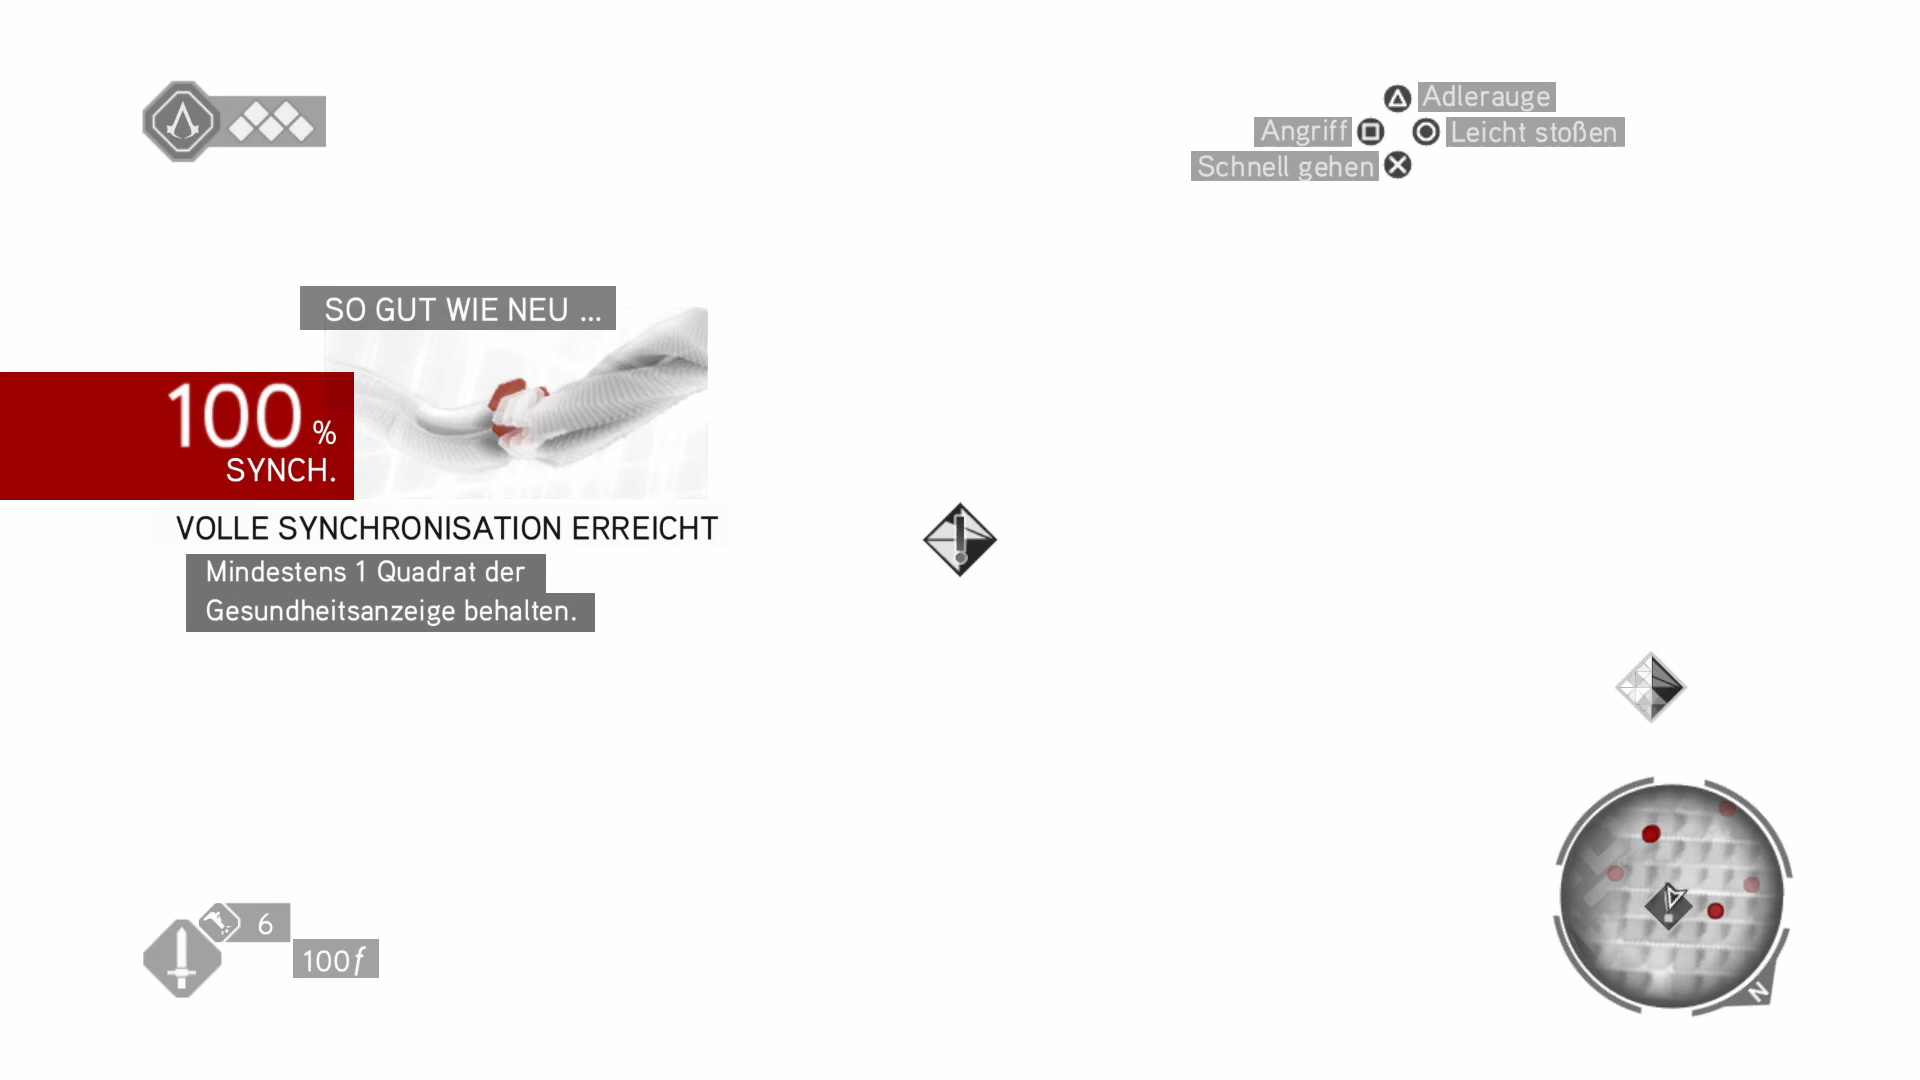 Adlerauge
Angriff
Leicht stoßen
Schnell gehen
SO GUT WIE NEU ...
100 %
SYNCH.
VOLLE SYNCHRONISATION ERREICHT
Mindestens 1 Quadrat der
Gesundheitsanzeige behalten.
6
100ƒ
N